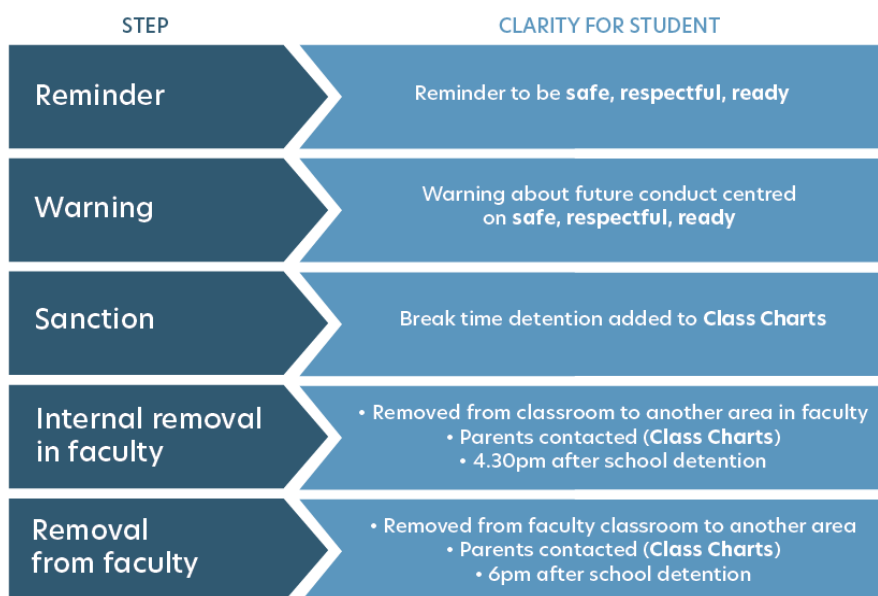 STEP
CLARITY FOR STUDENT
Reminder
Reminder to be safe, respectful, ready
Warning
Warning about future conduct centred
on safe, respectful, ready
Sanction
Break time detention added to Class Charts
Internal removal
in faculty
• Removed from classroom to another area in faculty
• Parents contacted (Class Charts)
• 4.30pm after school detention
Removal
from faculty
• Removed from faculty classroom to another area
• Parents contacted (Class Charts)
• 6pm after school detention